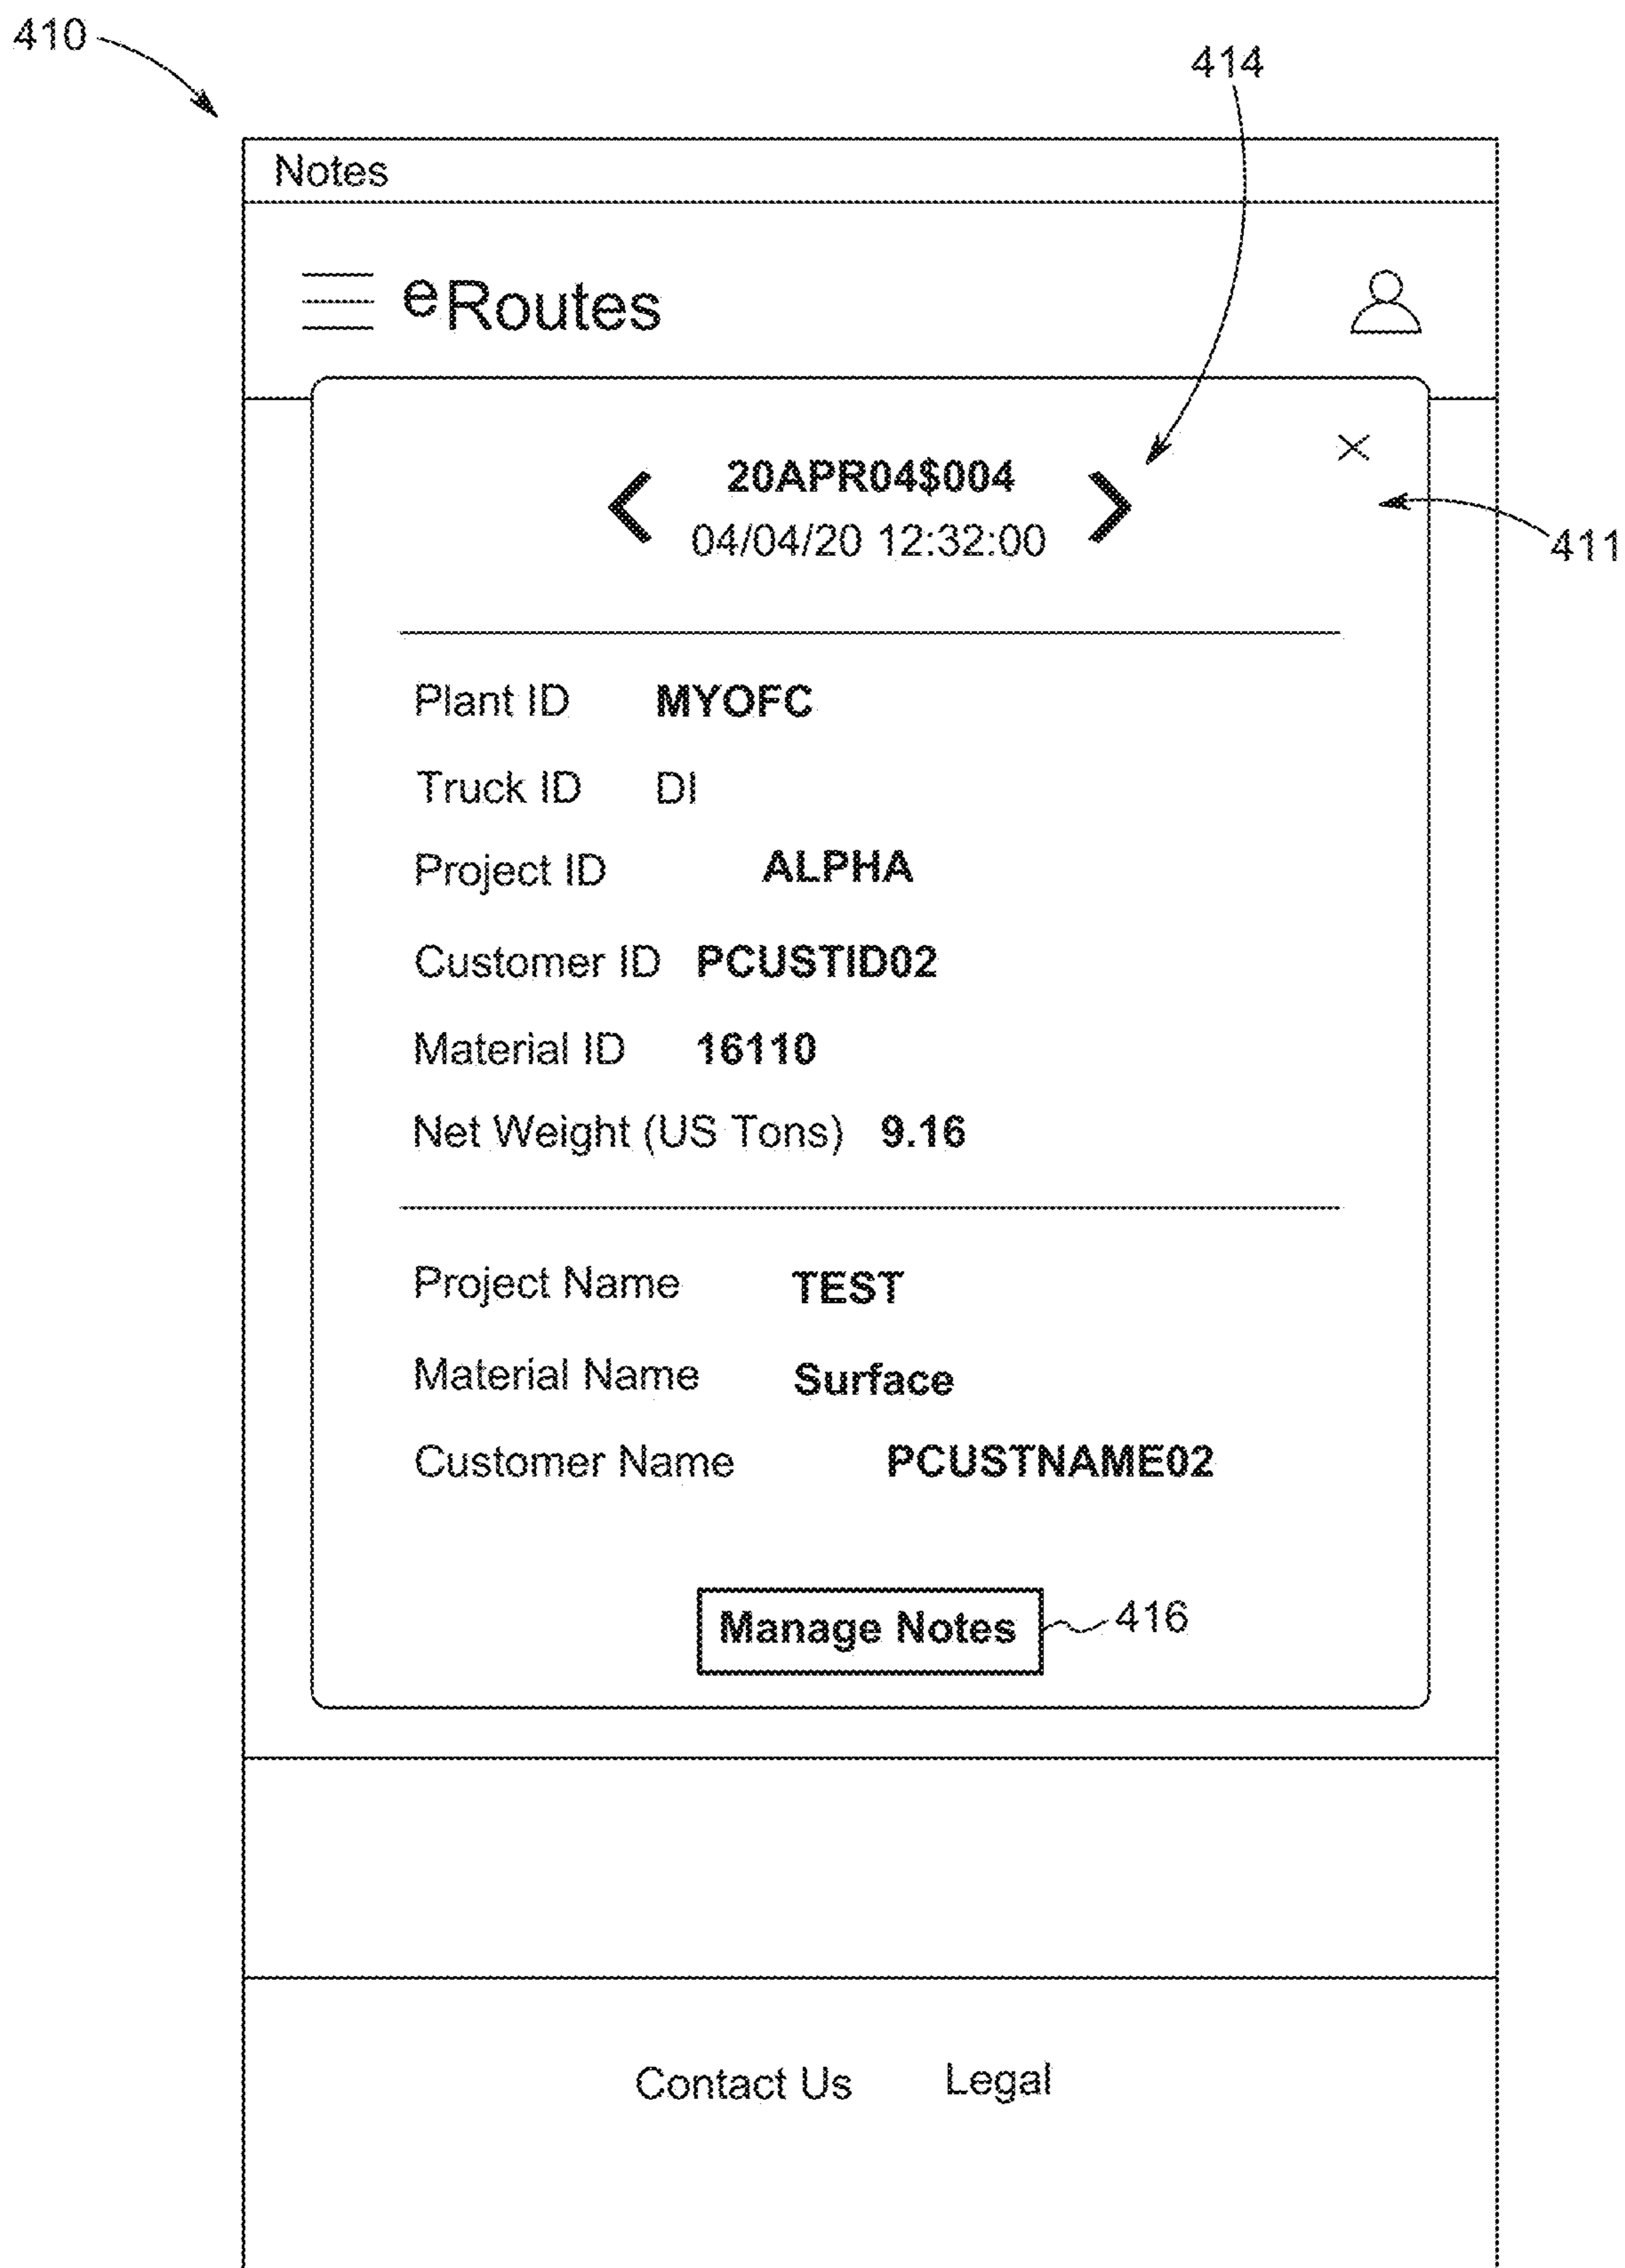 410
414
Notes
eRoutes
20APR04$004
04/04/20 12:32:00
411
Plant ID MYOFC
Truck ID DI
Project ID ALPHA
Customer ID PCUSTID02
Material ID 16110
Net Weight (US Tons) 9.16
Project Name TEST
Material Name Surface
Customer Name PCUSTNAME02
Manage Notes 416
Contact Us Legal